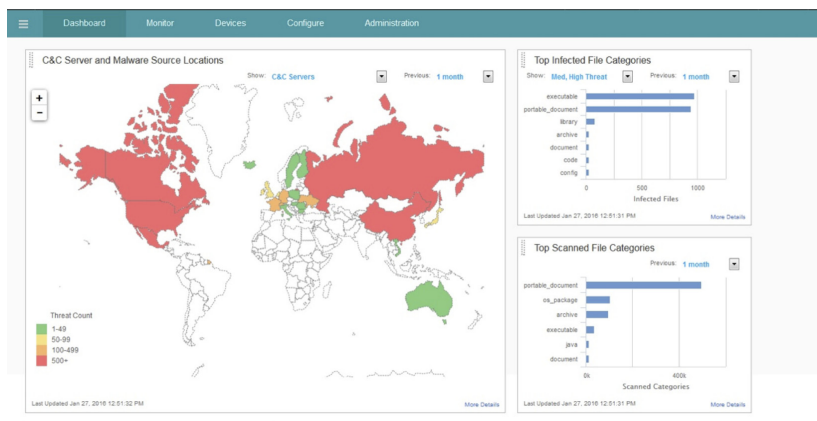 Dashboard Monitor Devices Configure Administration
C&C Server and Malware Source Locations
Show: C&C Servers Previous: 1 month
+
-
Threat Count
1-49
50-99
100-499
500+
Last Updated Jan 27, 2016 12:51:32 PM More Details
Top Infected File Categories
Show: Med, High Threat Previous: 1 month
executable
portable_document
library
archive
document
code
config
0 500 1000
Infected Files
Last Updated Jan 27, 2016 12:51:31 PM More Details
Top Scanned File Categories
Previous: 1 month
portable_document
os_package
archive
executable
java
document
0k 400k
Scanned Categories
Last Updated Jan 27, 2016 12:51:31 PM More Details